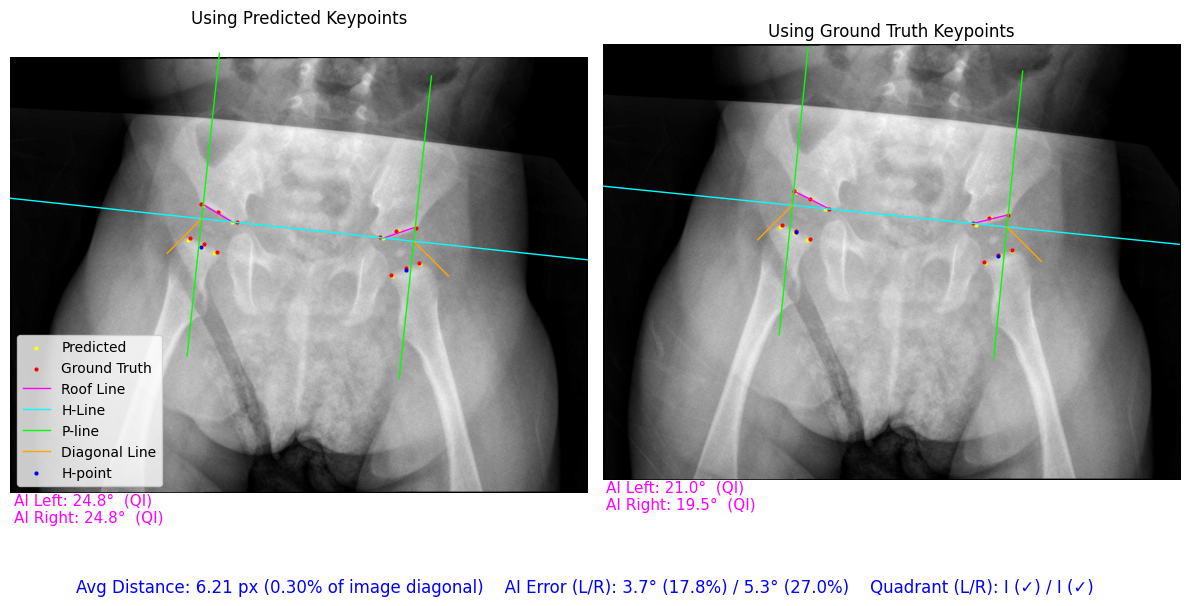 Using Predicted Keypoints
Using Ground Truth Keypoints
Predicted
Ground Truth
Roof Line
H-Line
P-line
Diagonal Line
H-point
AI Left: 24.8°  (QI)
AI Right: 24.8°  (QI)
AI Left: 21.0°  (QI)
AI Right: 19.5°  (QI)
Avg Distance: 6.21 px (0.30% of image diagonal)    AI Error (L/R): 3.7° (17.8%) / 5.3° (27.0%)    Quadrant (L/R): I (✓) / I (✓)